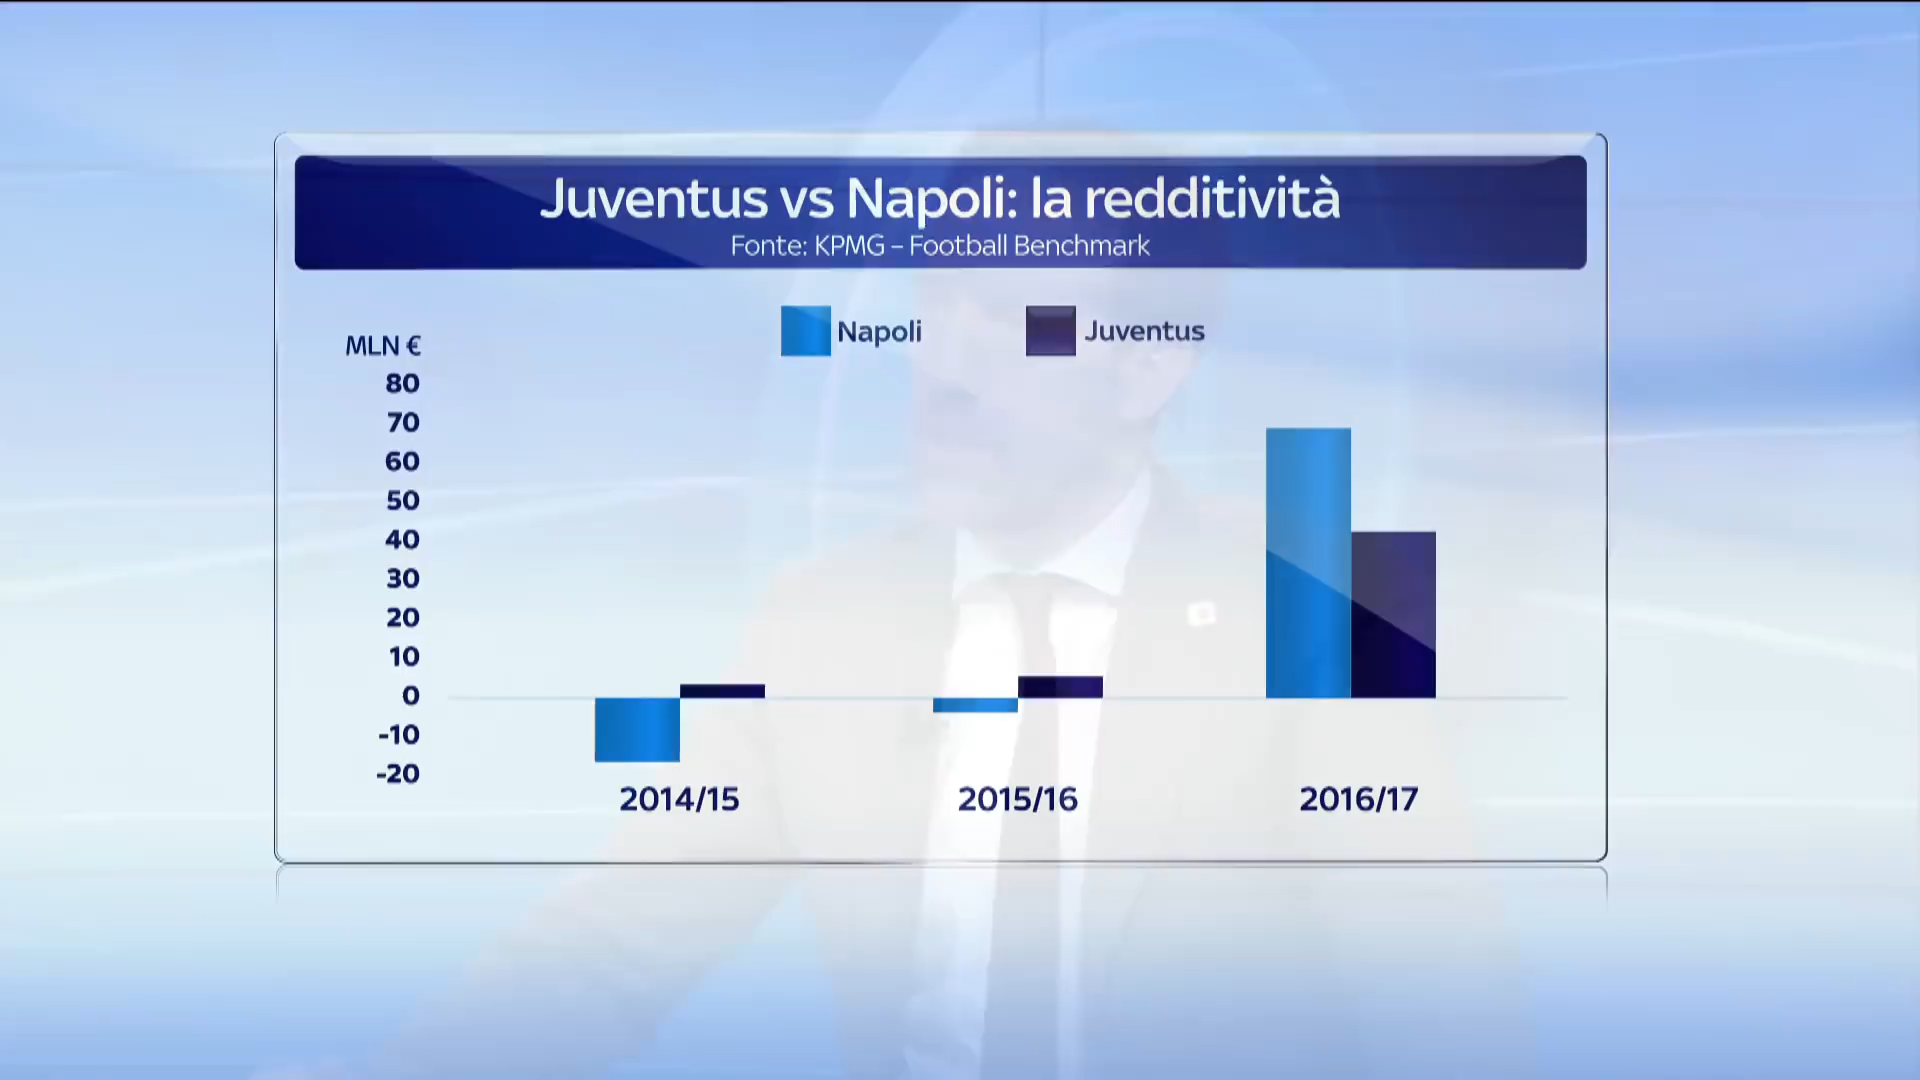 Juventus vs Napoli: la redditività
Fonte: KPMG – Football Benchmark
Napoli
Juventus
MLN €
80
70
60
50
40
30
20
10
0
-10
-20
2014/15
2015/16
2016/17